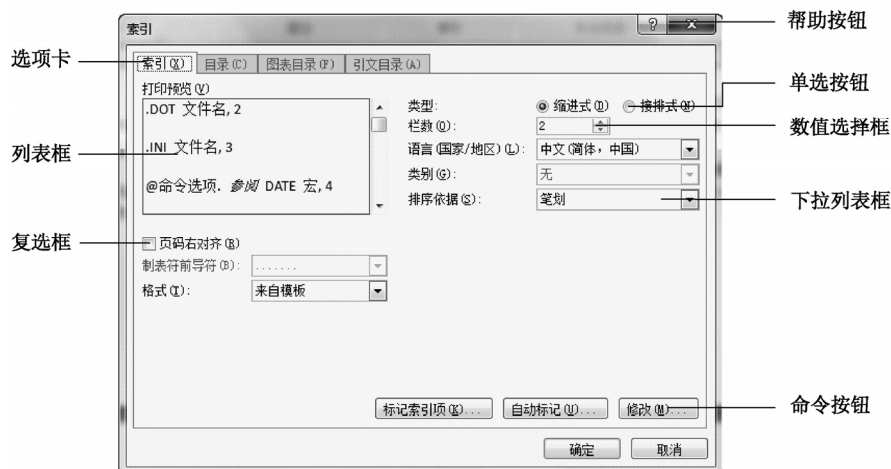 索引
帮助按钮
选项卡
索引(X) 目录(C) 图表目录(F) 引文目录(A)
打印预览(V)
.DOT 文件名, 2
.INI 文件名, 3
@命令选项. 参阅 DATE 宏, 4
列表框
类型: 缩进式(D) 接排式(N)
单选按钮
栏数(O): 2
数值选择框
语言(国家/地区)(L): 中文(简体，中国)
类别(G): 无
排序依据(S): 笔划
下拉列表框
复选框
页码右对齐(R)
制表符前导符(B): .......
格式(T): 来自模板
标记索引项(K)... 自动标记(U)... 修改(M)...
命令按钮
确定 取消